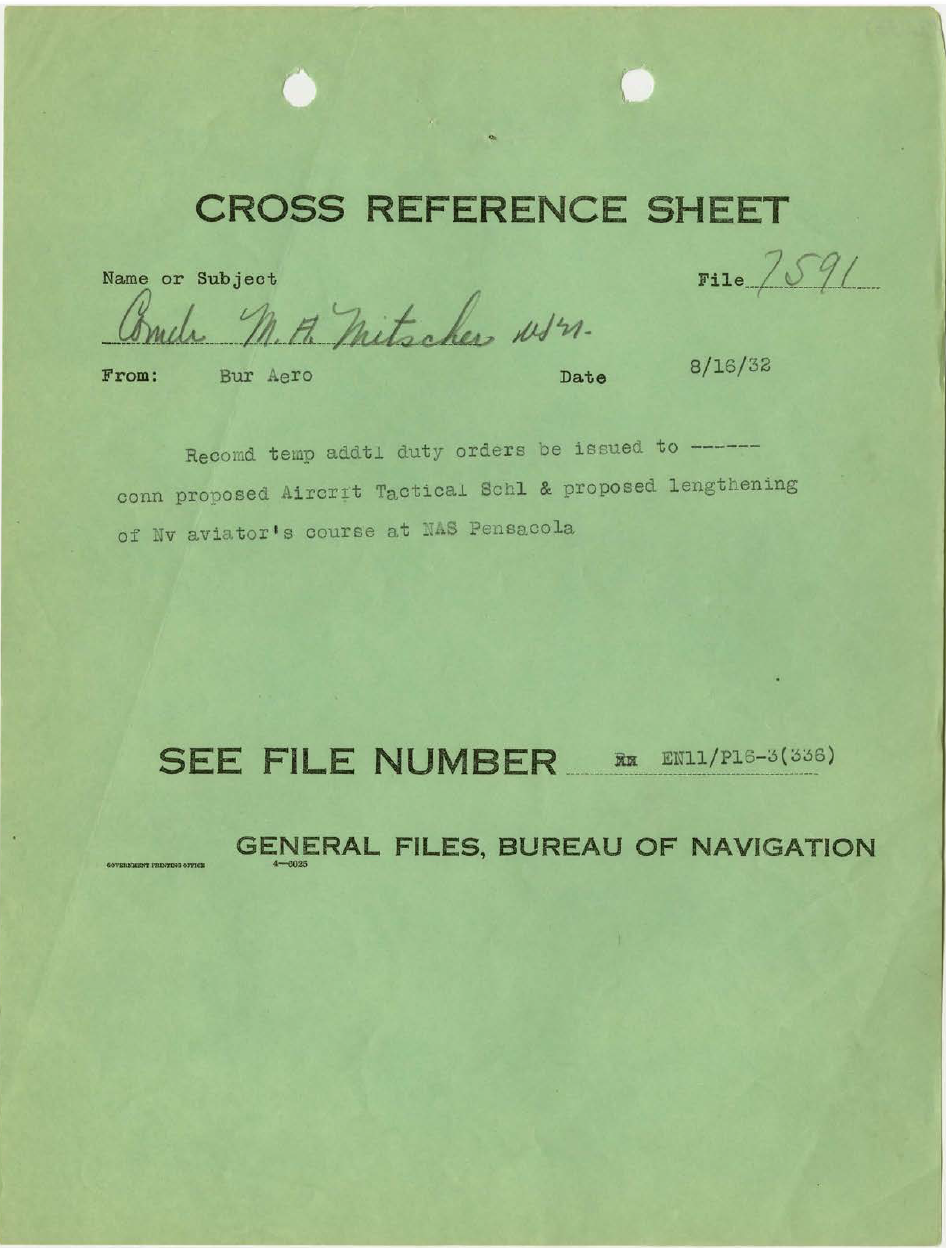 CROSS REFERENCE SHEET
Name or Subject File 7591
Comdr M. A. Mitscher USN.
From: Bur Aero Date 8/16/32
Recomd temp addtl duty orders be issued to ------
conn proposed Aircrft Tactical Schl & proposed lengthening
of Nv aviator's course at NAS Pensacola
SEE FILE NUMBER EN11/P16-3(336)
GENERAL FILES, BUREAU OF NAVIGATION
GOVERNMENT PRINTING OFFICE 4—6025